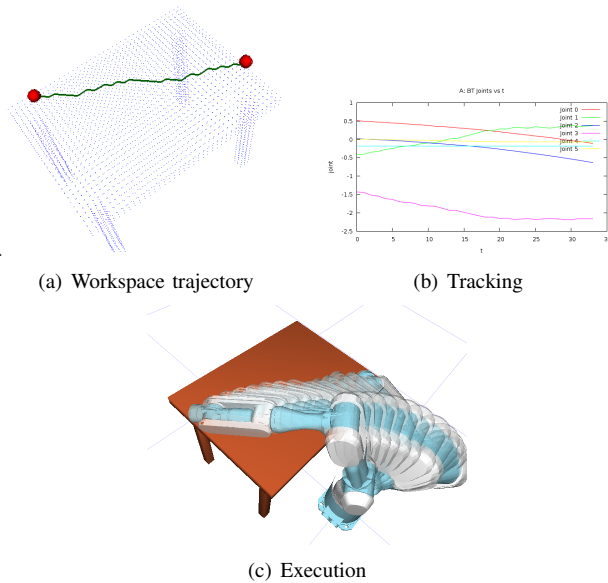 A: BT Joints vs t
Joint 0
Joint 1
Joint 2
Joint 3
Joint 4
Joint 5
1
0.5
0
-0.5
-1
-1.5
-2
-2.5
joint
0 5 10 15 20 25 30 3
t
(a) Workspace trajectory
(b) Tracking
(c) Execution